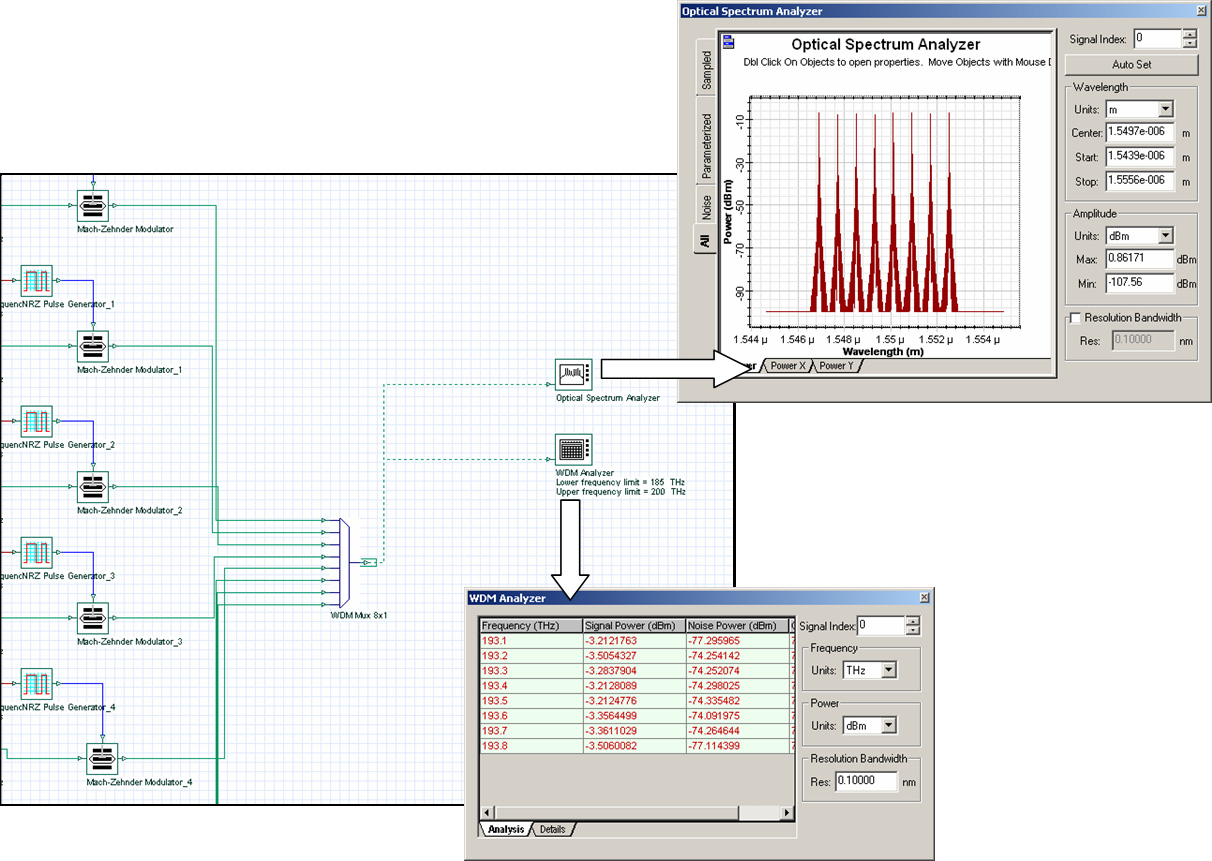 Optical Spectrum Analyzer
Optical Spectrum Analyzer
Dbl Click On Objects to open properties.  Move Objects with Mouse D
Sampled
Parameterized
Noise
All
Power (dBm)
-10
-30
-50
-70
-90
1.544 µ
1.546 µ
1.548 µ
1.55 µ
1.552 µ
1.554 µ
Wavelength (m)
Power X
Power Y
Signal Index: 0
Auto Set
Wavelength
Units: m
Center: 1.5497e-006 m
Start: 1.5439e-006 m
Stop: 1.5556e-006 m
Amplitude
Units: dBm
Max: 0.86171 dBm
Min: -107.56 dBm
Resolution Bandwidth
Res: 0.10000 nm
Mach-Zehnder Modulator
quencNRZ Pulse Generator_1
Mach-Zehnder Modulator_1
quencNRZ Pulse Generator_2
Mach-Zehnder Modulator_2
quencNRZ Pulse Generator_3
Mach-Zehnder Modulator_3
quencNRZ Pulse Generator_4
Mach-Zehnder Modulator_4
WDM Mux 8x1
Optical Spectrum Analyzer
WDM Analyzer
Lower frequency limit = 185  THz
Upper frequency limit = 200  THz
WDM Analyzer
Frequency (THz) Signal Power (dBm) Noise Power (dBm)
193.1 -3.2121763 -77.295965
193.2 -3.5054327 -74.254142
193.3 -3.2837904 -74.252074
193.4 -3.2128089 -74.298025
193.5 -3.2124776 -74.335482
193.6 -3.3564499 -74.091975
193.7 -3.3611029 -74.264644
193.8 -3.5060082 -77.114399
Analysis
Details
Signal Index: 0
Frequency
Units: THz
Power
Units: dBm
Resolution Bandwidth
Res: 0.10000 nm